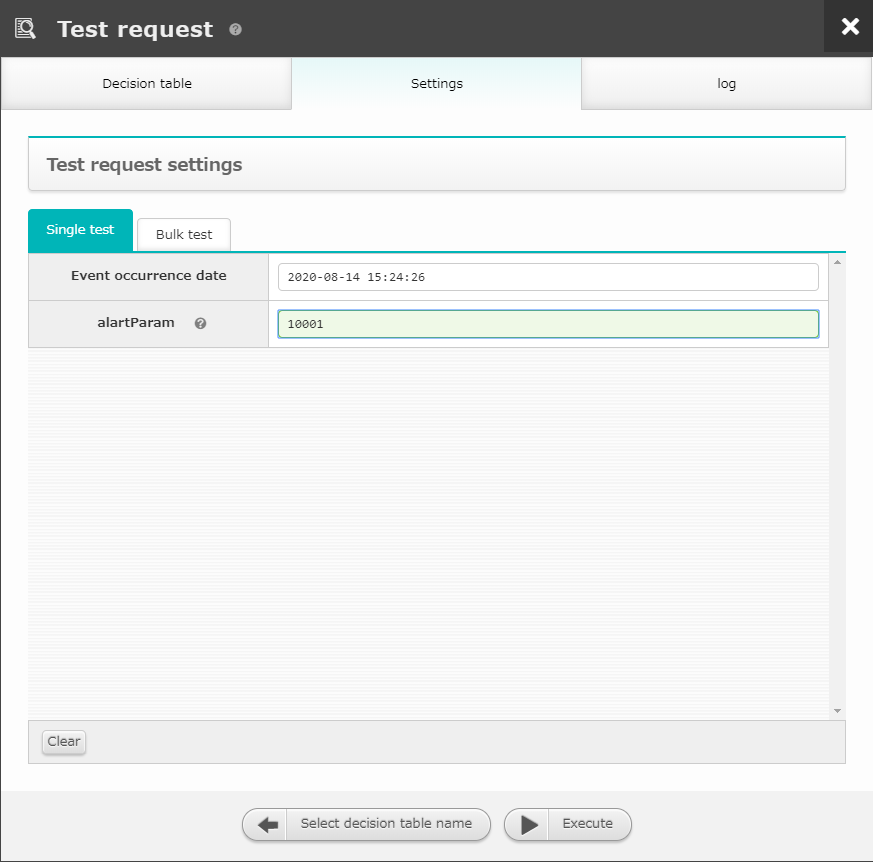 Test request
Decision table
Settings
log
Test request settings
Single test
Bulk test
Event occurrence date
2020-08-14 15:24:26
alartParam
10001
Clear
Select decision table name
Execute